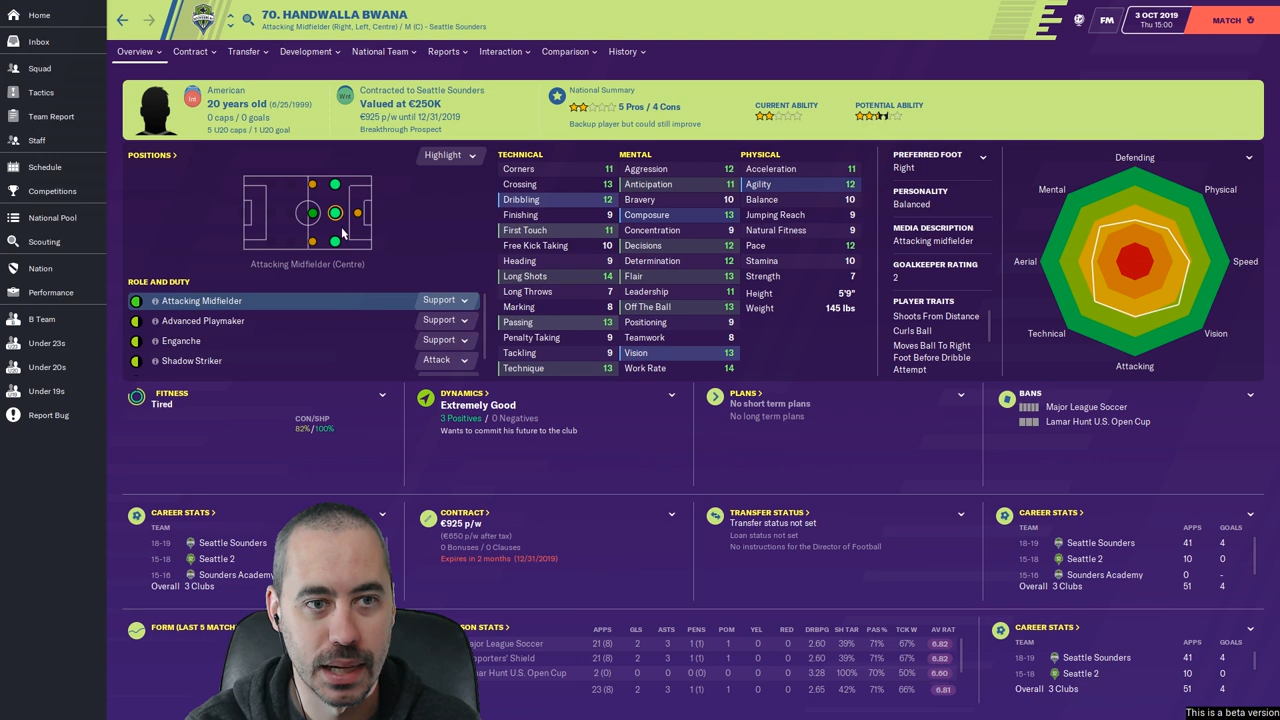 Home
Inbox
Squad
Tactics
Team Report
Staff
Schedule
Competitions
National Pool
Scouting
Nation
Performance
B Team
Under 23s
Under 20s
Under 19s
Report Bug
70. HANDWALLA BWANA
Attacking Midfielder (Right, Left, Centre) / M (C) - Seattle Sounders
FM
3 OCT 2019
Thu 15:00
MATCH
Overview
Contract
Transfer
Development
National Team
Reports
Interaction
Comparison
History
Int
American
20 years old (6/25/1999)
0 caps / 0 goals
5 U20 caps / 1 U20 goal
Wnt
Contracted to Seattle Sounders
Valued at €250K
€925 p/w until 12/31/2019
Breakthrough Prospect
National Summary
5 Pros / 4 Cons
Backup player but could still improve
CURRENT ABILITY
POTENTIAL ABILITY
POSITIONS >
Highlight
Attacking Midfielder (Centre)
ROLE AND DUTY
Attacking Midfielder Support
Advanced Playmaker Support
Enganche Support
Shadow Striker Attack
TECHNICAL
Corners 11
Crossing 13
Dribbling 12
Finishing 9
First Touch 11
Free Kick Taking 10
Heading 9
Long Shots 14
Long Throws 7
Marking 8
Passing 13
Penalty Taking 9
Tackling 9
Technique 13
MENTAL
Aggression 12
Anticipation 11
Bravery 10
Composure 13
Concentration 9
Decisions 12
Determination 12
Flair 13
Leadership 11
Off The Ball 13
Positioning 9
Teamwork 8
Vision 13
Work Rate 14
PHYSICAL
Acceleration 11
Agility 12
Balance 10
Jumping Reach 9
Natural Fitness 9
Pace 12
Stamina 10
Strength 7
Height 5'9"
Weight 145 lbs
PREFERRED FOOT
Right
PERSONALITY
Balanced
MEDIA DESCRIPTION
Attacking midfielder
GOALKEEPER RATING
2
PLAYER TRAITS
Shoots From Distance
Curls Ball
Moves Ball To Right
Foot Before Dribble
Attempt
Defending
Mental
Physical
Aerial
Speed
Technical
Vision
Attacking
FITNESS
Tired
CON/SHP
82%/100%
DYNAMICS >
Extremely Good
3 Positives / 0 Negatives
Wants to commit his future to the club
PLANS >
No short term plans
No long term plans
BANS
Major League Soccer
Lamar Hunt U.S. Open Cup
CAREER STATS >
TEAM
18-19 Seattle Sounders
15-18 Seattle 2
15-16 Sounders Academy
Overall 3 Clubs
CONTRACT >
€925 p/w
(€650 p/w after tax)
0 Bonuses / 0 Clauses
Expires in 2 months (12/31/2019)
TRANSFER STATUS >
Transfer status not set
Loan status not set
No instructions for the Director of Football
CAREER STATS >
TEAM APPS GOALS
18-19 Seattle Sounders 41 4
15-18 Seattle 2 10 0
15-16 Sounders Academy 0 -
Overall 3 Clubs 51 4
FORM (LAST 5 MATCH
SON STATS >
APPS GLS ASTS PENS POM YEL RED DRBPG SH TAR PAS% TCK W AV RAT
ajor League Soccer 21 (8) 2 3 1 (1) 1 0 0 2.60 39% 71% 67% 6.82
pporters' Shield 21 (8) 2 3 1 (1) 1 0 0 2.60 39% 71% 67% 6.82
mar Hunt U.S. Open Cup 2 (0) 0 0 0 (0) 0 0 0 3.28 100% 70% 50% 6.60
23 (8) 2 3 1 (1) 1 0 0 2.65 42% 71% 66% 6.81
CAREER STATS >
TEAM APPS GOALS
18-19 Seattle Sounders 41 4
15-18 Seattle 2 10 0
Overall 3 Clubs 51 4
This is a beta version